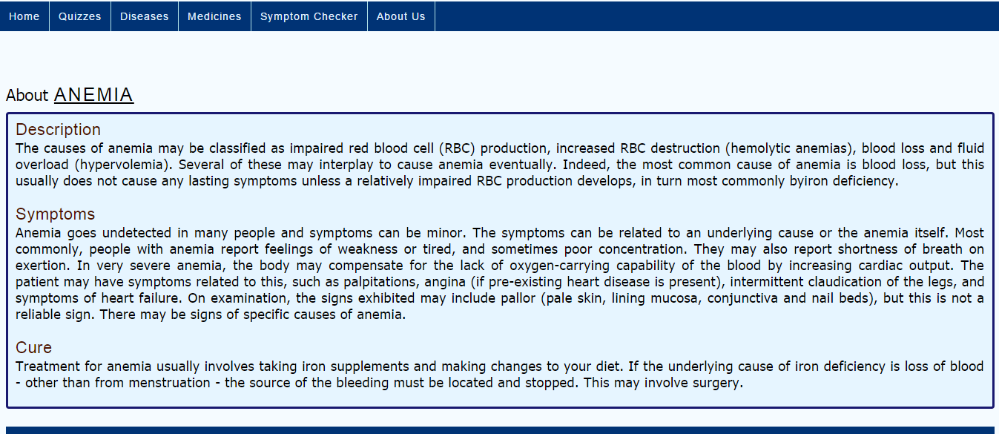 Home Quizzes Diseases Medicines Symptom Checker About Us
About ANEMIA
Description
The causes of anemia may be classified as impaired red blood cell (RBC) production, increased RBC destruction (hemolytic anemias), blood loss and fluid
overload (hypervolemia). Several of these may interplay to cause anemia eventually. Indeed, the most common cause of anemia is blood loss, but this
usually does not cause any lasting symptoms unless a relatively impaired RBC production develops, in turn most commonly byiron deficiency.
Symptoms
Anemia goes undetected in many people and symptoms can be minor. The symptoms can be related to an underlying cause or the anemia itself. Most
commonly, people with anemia report feelings of weakness or tired, and sometimes poor concentration. They may also report shortness of breath on
exertion. In very severe anemia, the body may compensate for the lack of oxygen-carrying capability of the blood by increasing cardiac output. The
patient may have symptoms related to this, such as palpitations, angina (if pre-existing heart disease is present), intermittent claudication of the legs, and
symptoms of heart failure. On examination, the signs exhibited may include pallor (pale skin, lining mucosa, conjunctiva and nail beds), but this is not a
reliable sign. There may be signs of specific causes of anemia.
Cure
Treatment for anemia usually involves taking iron supplements and making changes to your diet. If the underlying cause of iron deficiency is loss of blood
- other than from menstruation - the source of the bleeding must be located and stopped. This may involve surgery.